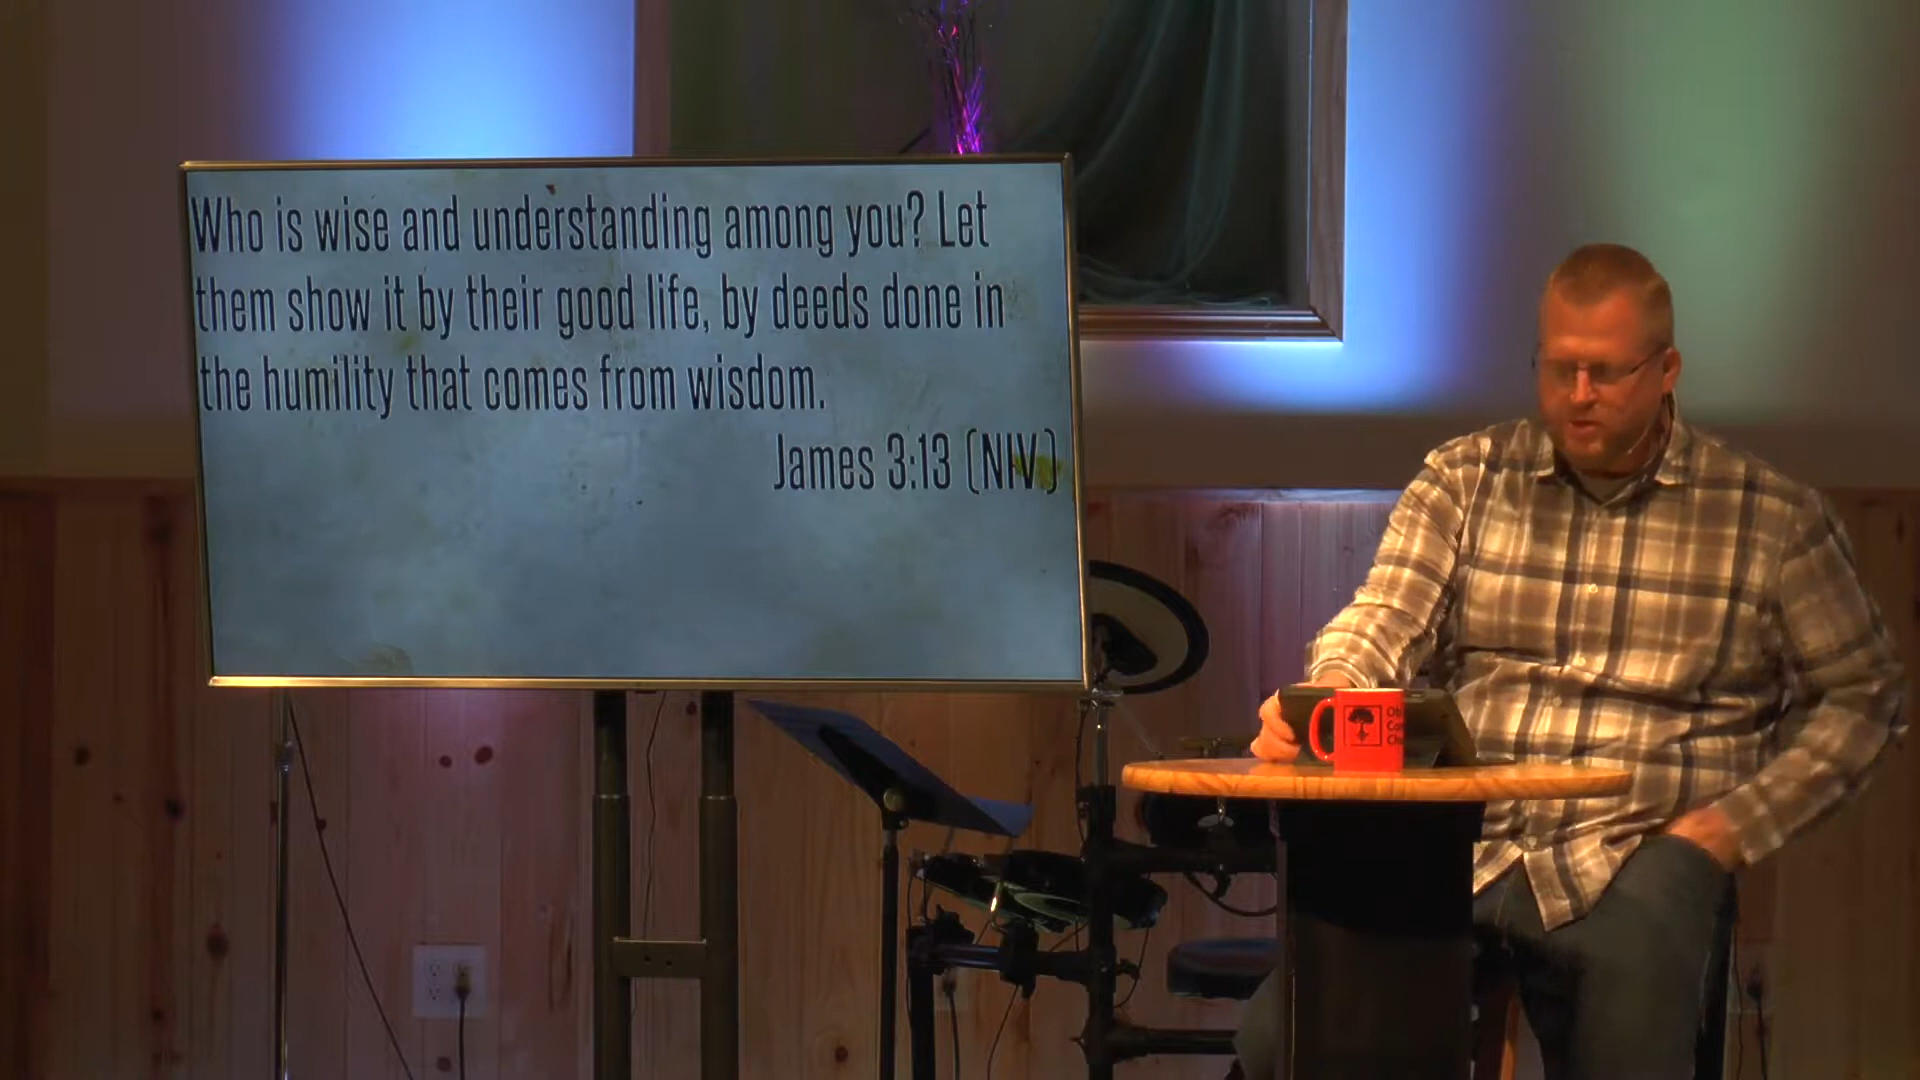 Who is wise and understanding among you? Let
them show it by their good life, by deeds done in
the humility that comes from wisdom.
James 3:13 (NIV)